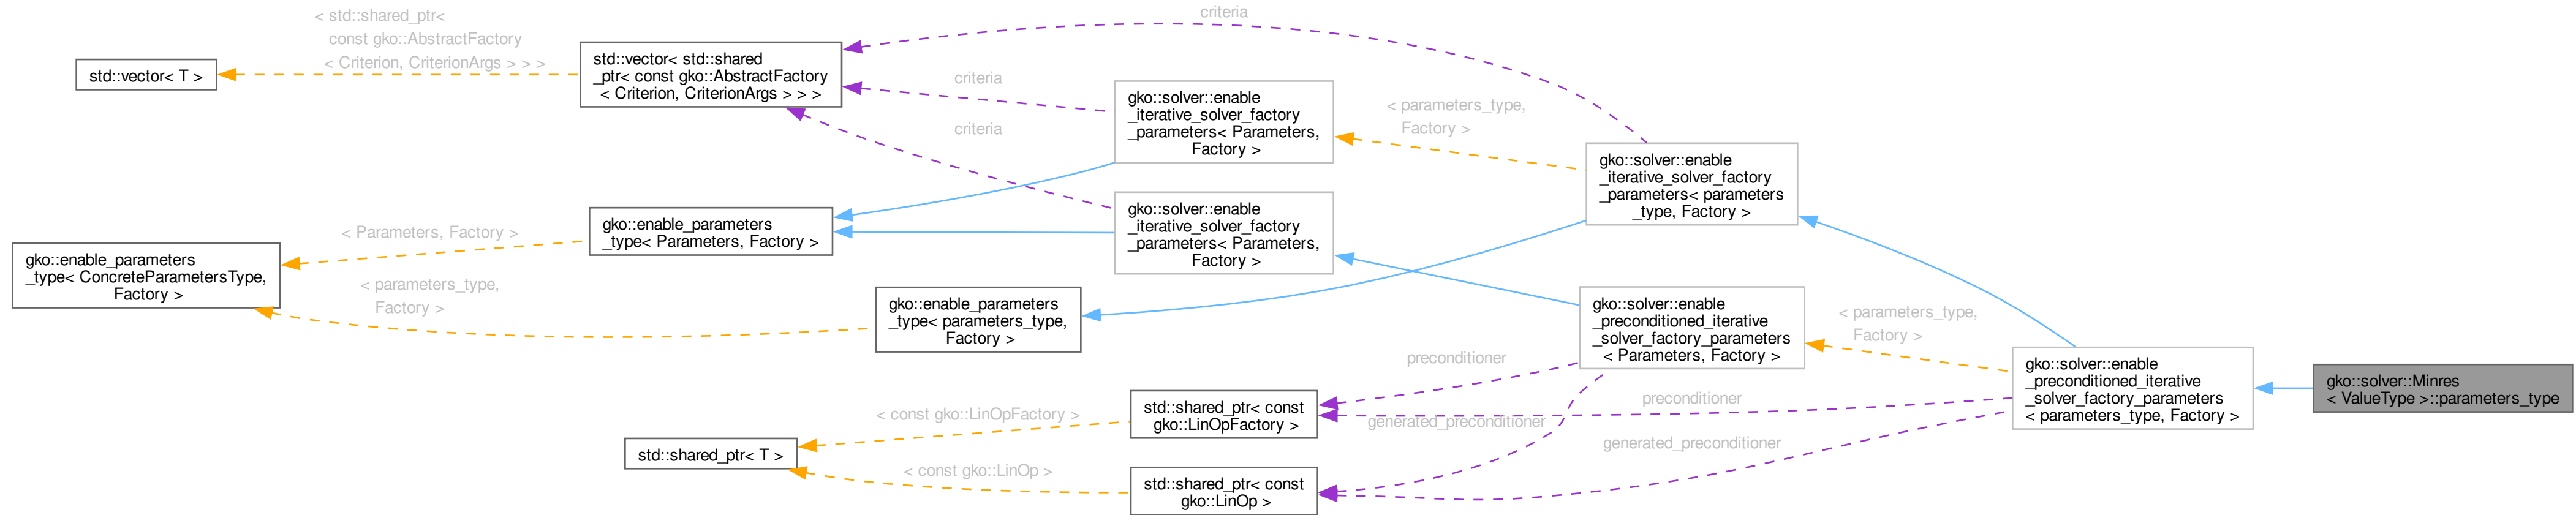 < std::shared_ptr<
const gko::AbstractFactory
< Criterion, CriterionArgs > > >
std::vector< T >
std::vector< std::shared
_ptr< const gko::AbstractFactory
< Criterion, CriterionArgs > > >
criteria
criteria
criteria
gko::solver::enable
_iterative_solver_factory
_parameters< Parameters,
Factory >
< parameters_type,
Factory >
gko::solver::enable
_iterative_solver_factory
_parameters< parameters
_type, Factory >
gko::solver::enable
_iterative_solver_factory
_parameters< Parameters,
Factory >
gko::enable_parameters
_type< Parameters, Factory >
< Parameters, Factory >
gko::enable_parameters
_type< ConcreteParametersType,
Factory >
< parameters_type,
Factory >
gko::enable_parameters
_type< parameters_type,
Factory >
gko::solver::enable
_preconditioned_iterative
_solver_factory_parameters
< Parameters, Factory >
< parameters_type,
Factory >
gko::solver::enable
_preconditioned_iterative
_solver_factory_parameters
< parameters_type, Factory >
gko::solver::Minres
< ValueType >::parameters_type
preconditioner
preconditioner
generated_preconditioner
generated_preconditioner
std::shared_ptr< const
gko::LinOpFactory >
< const gko::LinOpFactory >
std::shared_ptr< T >
< const gko::LinOp >
std::shared_ptr< const
gko::LinOp >